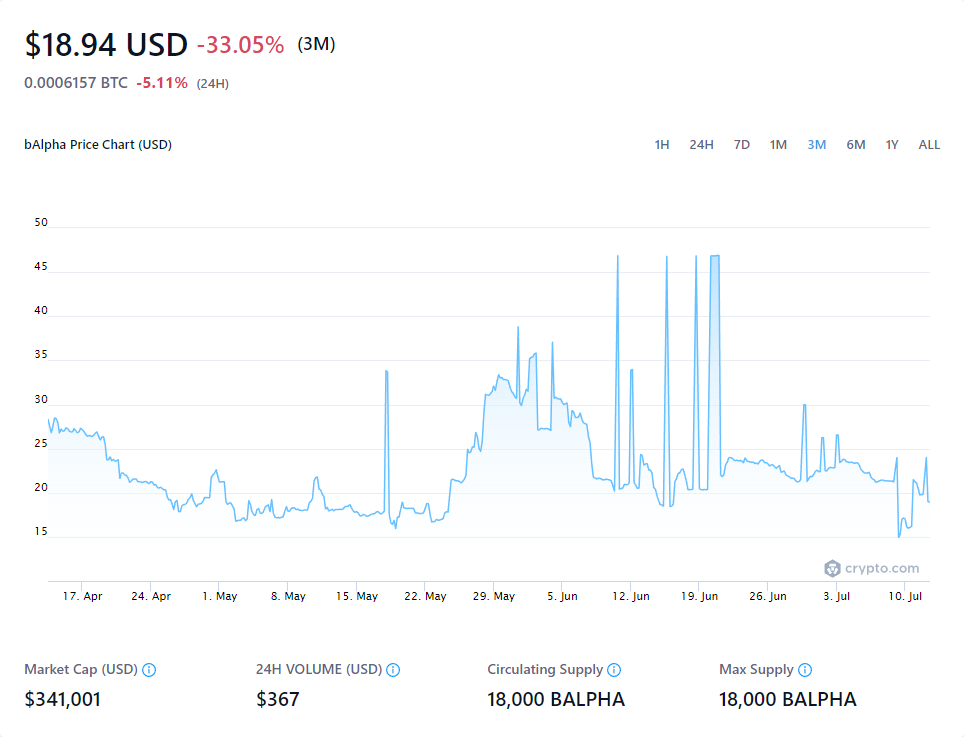 $18.94 USD -33.05% (3M)
0.0006157 BTC -5.11% (24H)
bAlpha Price Chart (USD)
1H 24H 7D 1M 3M 6M 1Y ALL
50
45
40
35
30
25
20
15
crypto.com
17. Apr 24. Apr 1. May 8. May 15. May 22. May 29. May 5. Jun 12. Jun 19. Jun 26. Jun 3. Jul 10. Jul
Market Cap (USD) 24H VOLUME (USD) Circulating Supply Max Supply
$341,001 $367 18,000 BALPHA 18,000 BALPHA